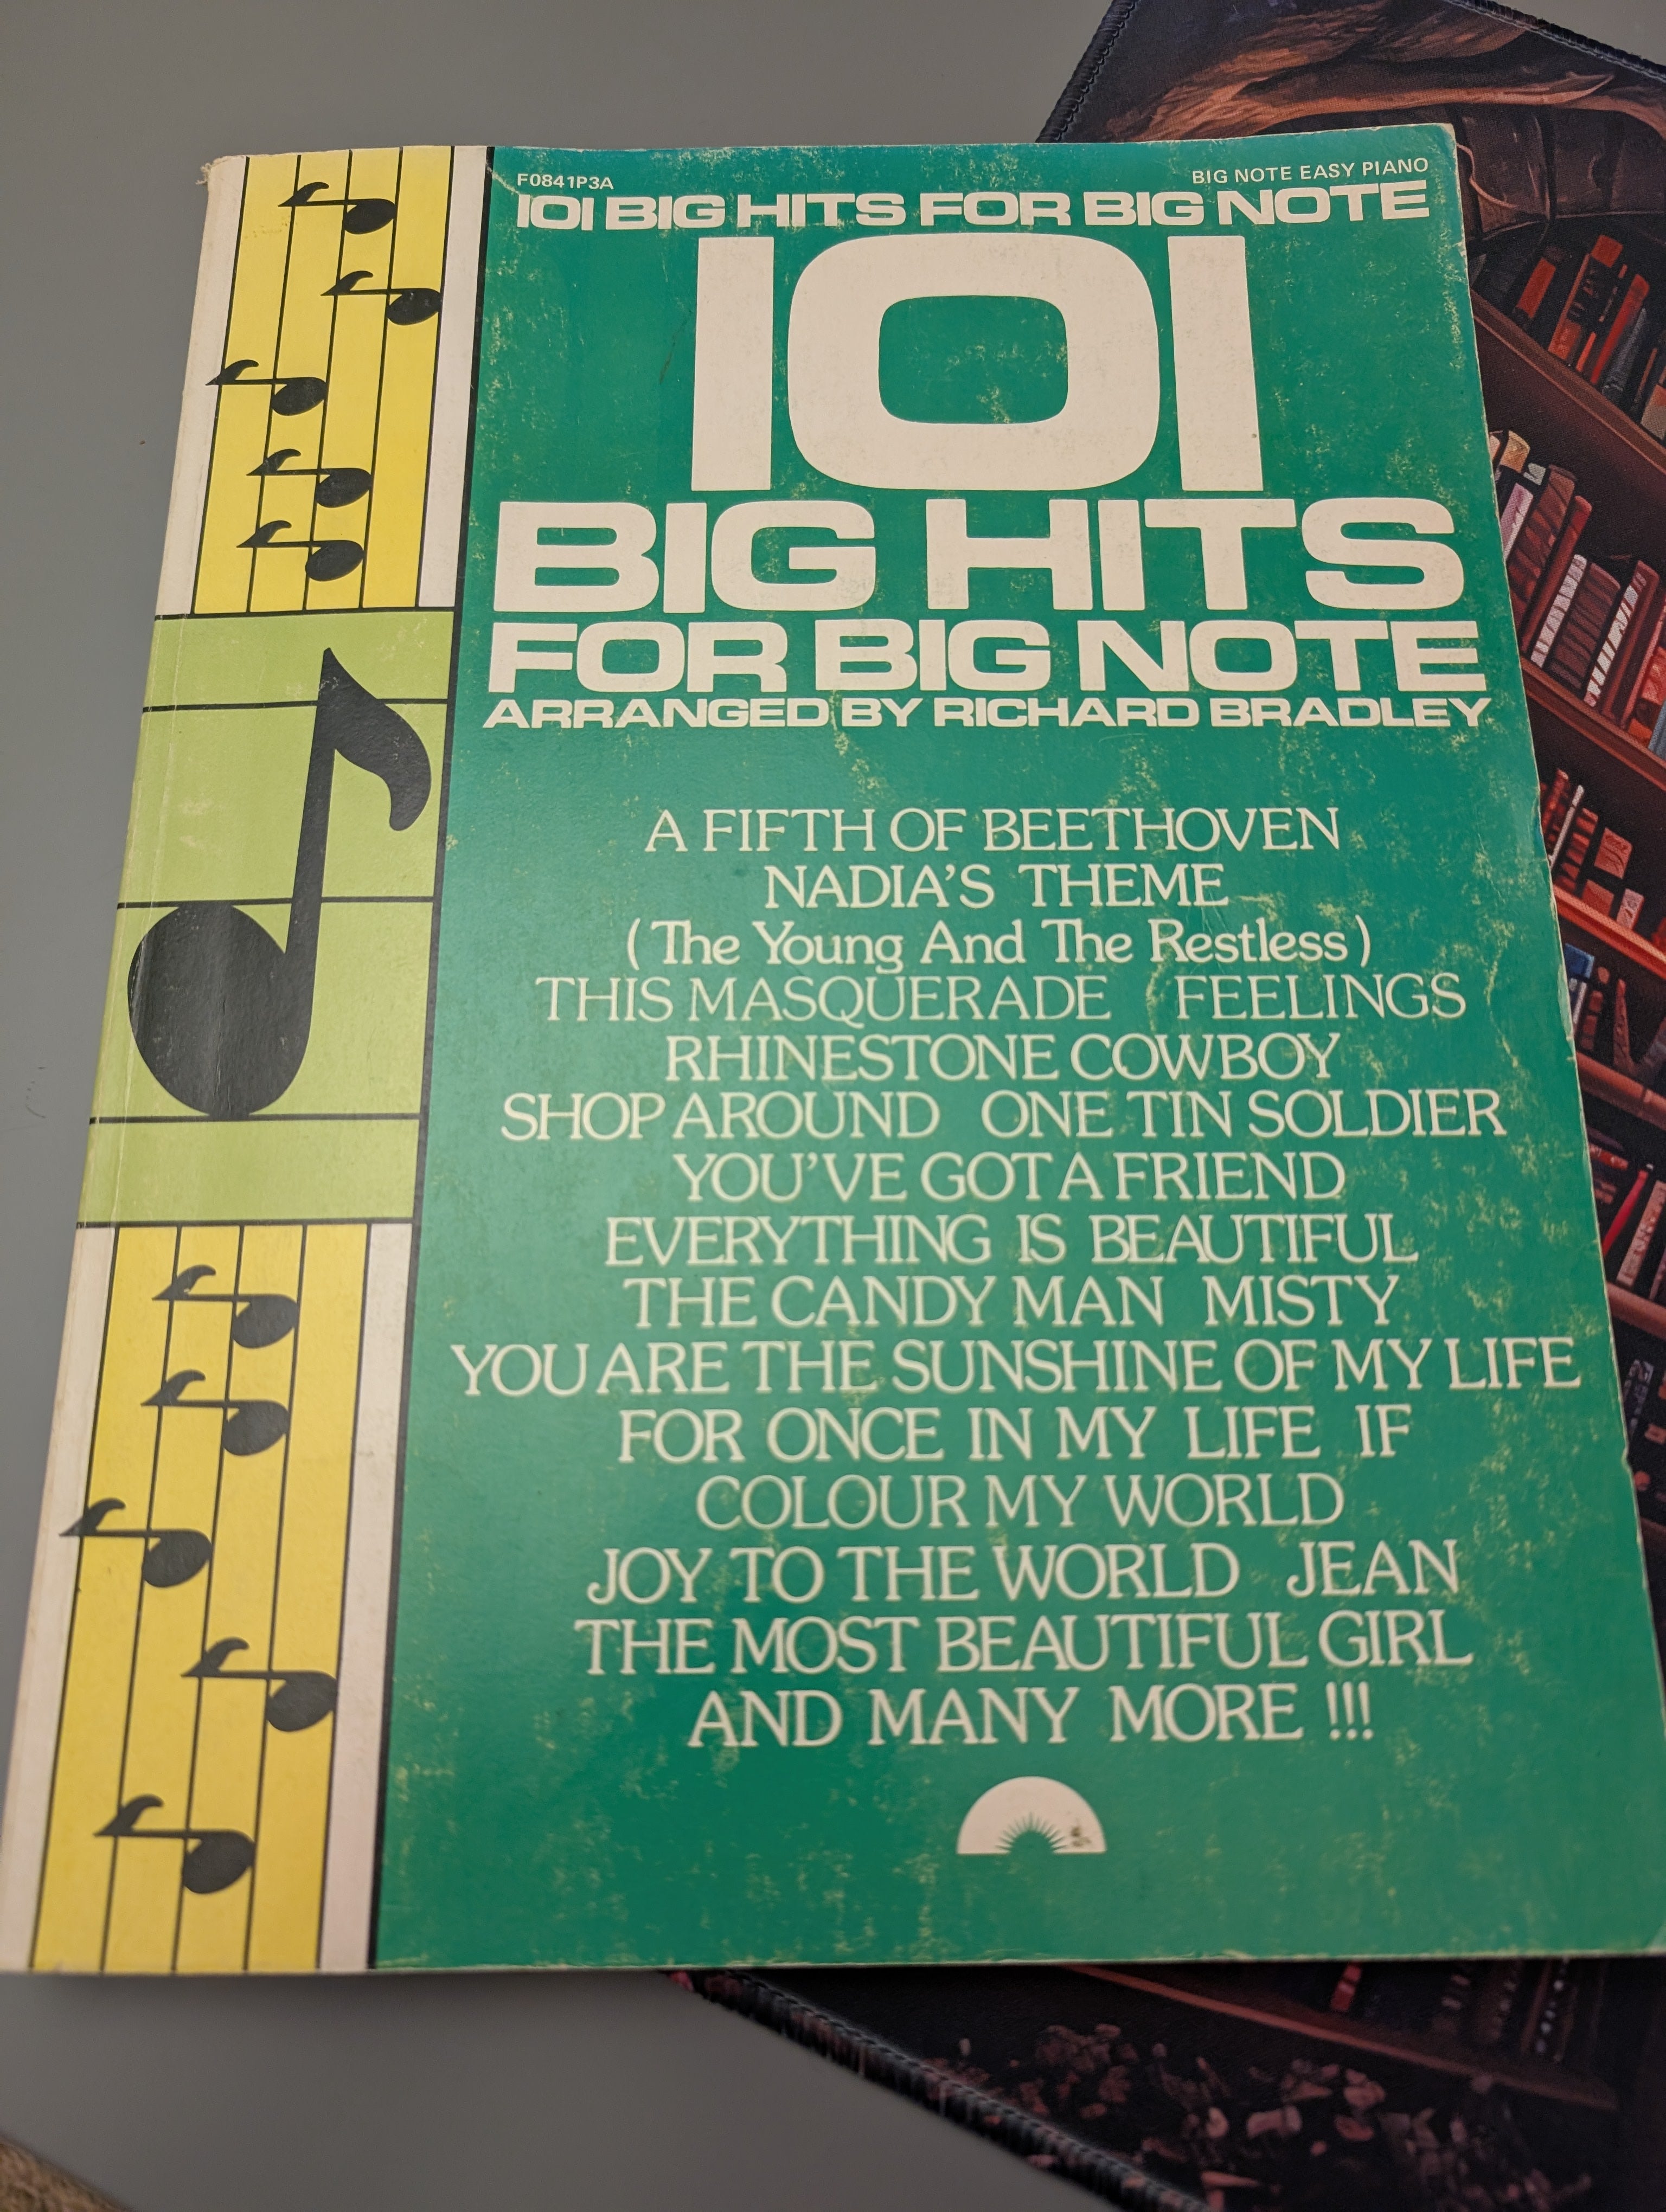 F0841P3A
BIG NOTE EASY PIANO
101 BIG HITS FOR BIG NOTE
101
BIG HITS
FOR BIG NOTE
ARRANGED BY RICHARD BRADLEY
A FIFTH OF BEETHOVEN
NADIA'S THEME
(The Young And The Restless)
THIS MASQUERADE FEELINGS
RHINESTONE COWBOY
SHOP AROUND ONE TIN SOLDIER
YOU'VE GOT A FRIEND
EVERYTHING IS BEAUTIFUL
THE CANDY MAN MISTY
YOU ARE THE SUNSHINE OF MY LIFE
FOR ONCE IN MY LIFE IF
COLOUR MY WORLD
JOY TO THE WORLD JEAN
THE MOST BEAUTIFUL GIRL
AND MANY MORE !!!